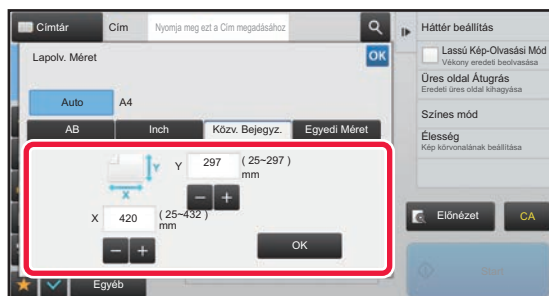 Címtár
Cím
Nyomja meg ezt a Cím megadásához
Lapolv. Méret
OK
Auto
A4
AB
Inch
Közv. Bejegyz.
Egyedi Méret
Y
Y
297
( 25~297 )
mm
X
X
420
( 25~432 )
mm
OK
Egyéb
Háttér beállítás
Lassú Kép-Olvasási Mód
Vékony eredeti beolvasása
Üres oldal Átugrás
Eredeti üres oldal kihagyása
Színes mód
Élesség
Kép körvonalának beállítása
Előnézet
CA
Start